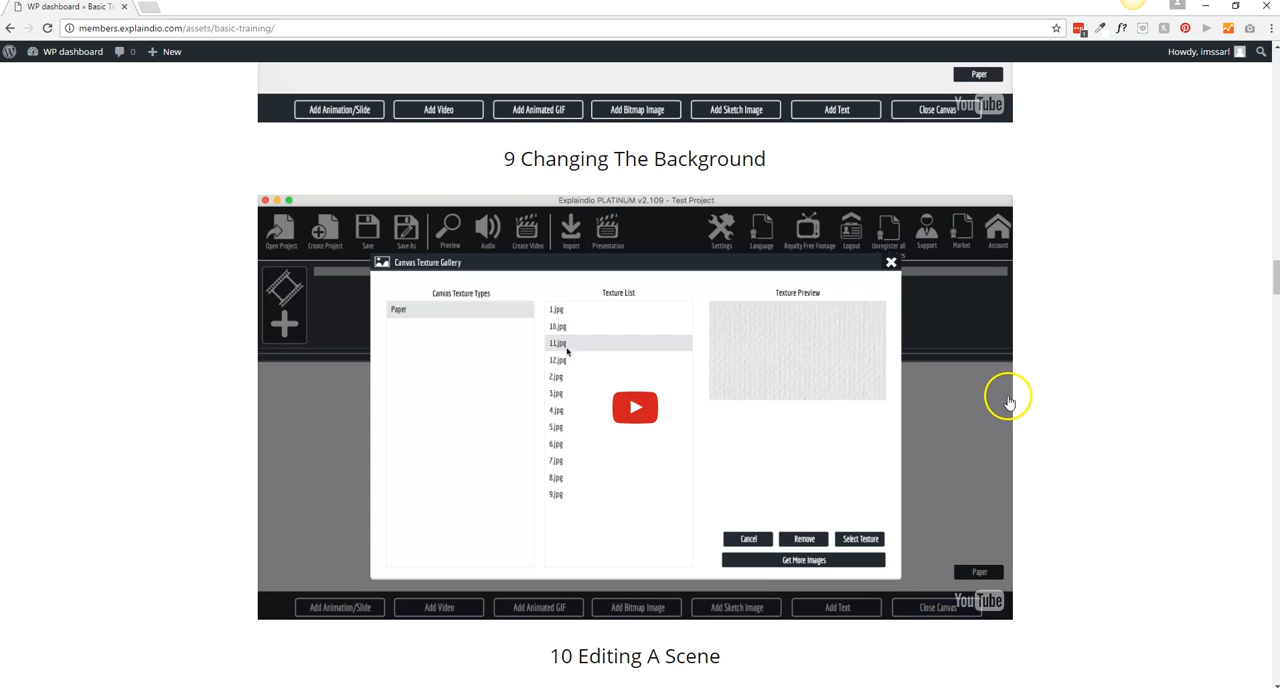 WP dashboard » Basic T
members.explaindio.com/assets/basic-training/
WP dashboard 0 New
Howdy, imssarl
Paper
Add Animation/Slide Add Video Add Animated GIF Add Bitmap Image Add Sketch Image Add Text Close Canvas YouTube
9 Changing The Background
Explaindio PLATINUM v2.109 - Test Project
Open Project Create Project Save Save As Preview Audio Create Video Import Presentation Settings Language Royalty Free Footage Logout Unregister all Support Market Account
Canvas Texture Gallery
Canvas Texture Types Texture List Texture Preview
Paper
1.jpg
10.jpg
11.jpg
12.jpg
2.jpg
3.jpg
4.jpg
5.jpg
6.jpg
7.jpg
8.jpg
9.jpg
Cancel Remove Select Texture
Get More Images
Paper
Add Animation/Slide Add Video Add Animated GIF Add Bitmap Image Add Sketch Image Add Text Close Canvas YouTube
10 Editing A Scene